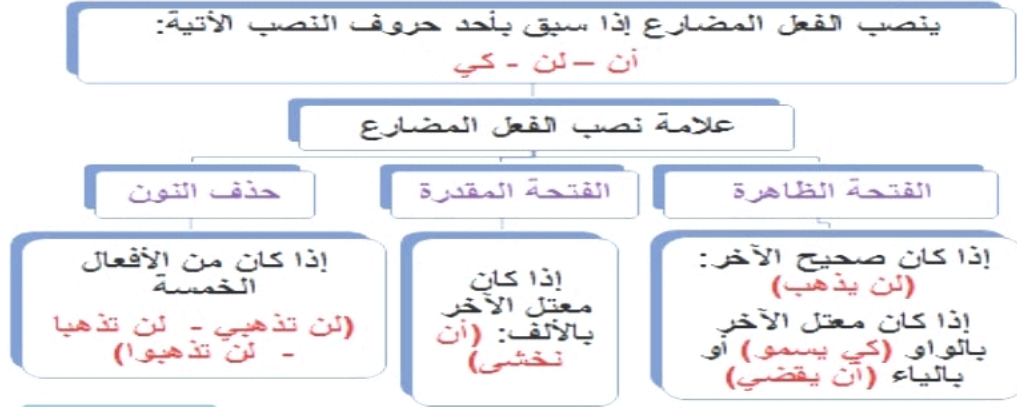 ينصب الفعل المضارع إذا سبق بأحد حروف النصب الآتية:
أن – لن - كي
علامة نصب الفعل المضارع
الفتحة الظاهرة
إذا كان صحيح الآخر:
(لن يذهب)
إذا كان معتل الآخر
بالواو (كي يسمو) أو
بالياء (أن يقضي)
الفتحة المقدرة
إذا كان
معتل الآخر
بالألف: (أن
نخشى)
حذف النون
إذا كان من الأفعال
الخمسة
(لن تذهبي - لن تذهبا
- لن تذهبوا)